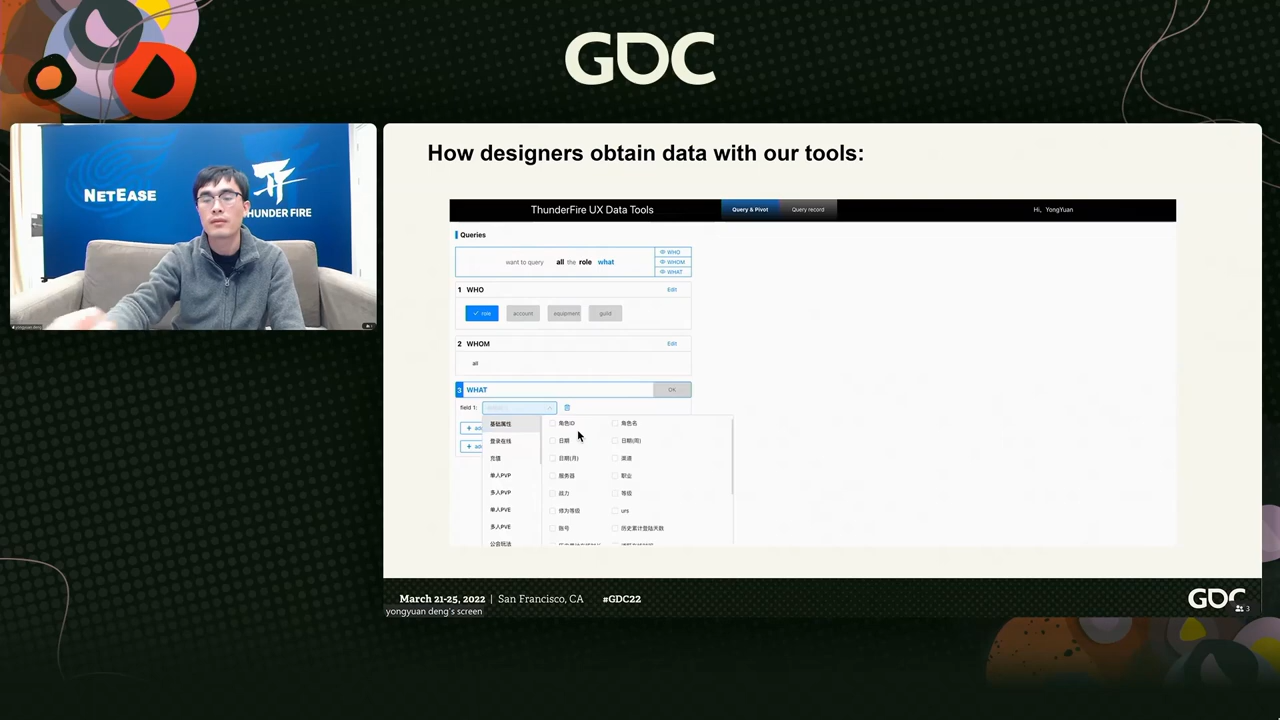 GDC
NETEASE
THUNDER FIRE
How designers obtain data with our tools:
ThunderFire UX Data Tools
Query & Pivot
Query record
Hi, YongYuan
Queries
want to query all the role what
WHO
WHOM
WHAT
1 WHO
Edit
role
account
equipment
guild
2 WHOM
Edit
all
3 WHAT
OK
field 1:
基础属性
角色ID
角色名
登录在线
日期
日期(周)
充值
日期(月)
渠道
单人PVP
服务器
职业
多人PVP
战力
等级
单人PVE
修为等级
urs
多人PVE
账号
历史累计登陆天数
公会玩法
March 21-25, 2022 | San Francisco, CA #GDC22
GDC
3
yongyuan deng's screen
yongyuan deng